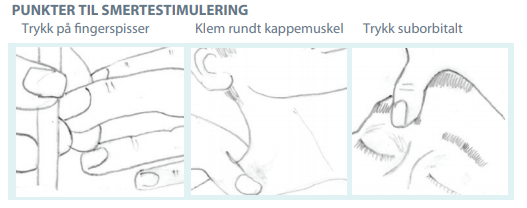 PUNKTER TIL SMERTESTIMULERING
Trykk på fingerspisser
Klem rundt kappemuskel
Trykk suborbitalt